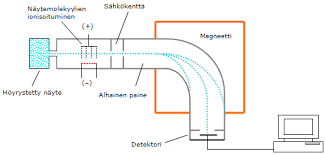 Näytemolekyylien
ionisoituminen
Sähkökenttä
Magneetti
(+)
(−)
Höyrystetty näyte
Alhainen paine
Detektori